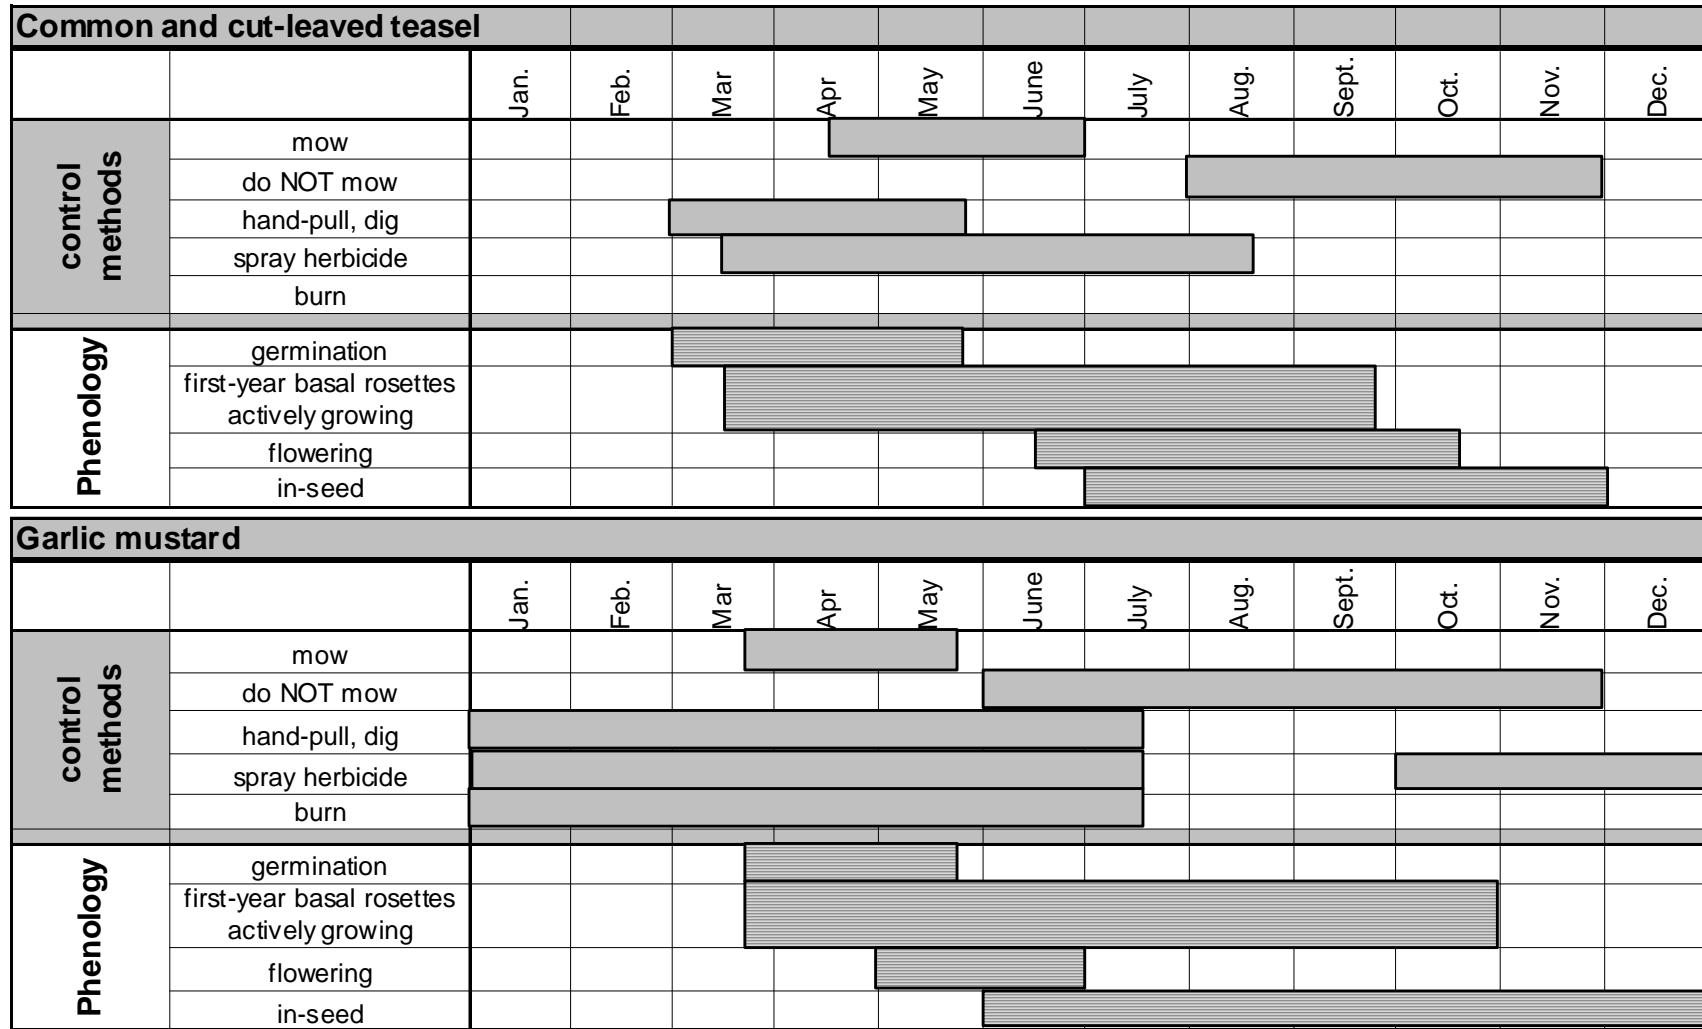 Common and cut-leaved teasel
Jan. Feb. Mar Apr May June July Aug. Sept. Oct. Nov. Dec.
control
methods
mow
do NOT mow
hand-pull, dig
spray herbicide
burn
Phenology
germination
first-year basal rosettes
actively growing
flowering
in-seed
Garlic mustard
Jan. Feb. Mar Apr May June July Aug. Sept. Oct. Nov. Dec.
control
methods
mow
do NOT mow
hand-pull, dig
spray herbicide
burn
Phenology
germination
first-year basal rosettes
actively growing
flowering
in-seed